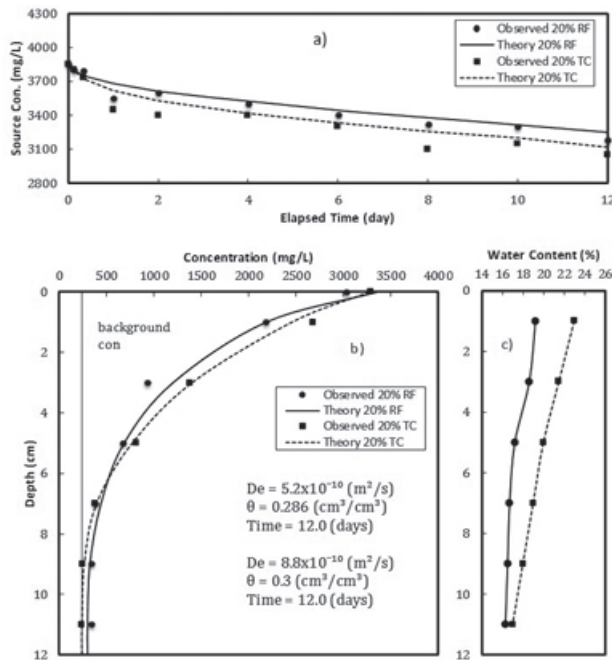 4300
4000
3700
3400
3100
2800
Source Con. (mg/L)
a)
Observed 20% RF
Theory 20% RF
Observed 20% TC
Theory 20% TC
0 2 4 6 8 10 12
Elapsed Time (day)
Concentration (mg/L)
0 500 1000 1500 2000 2500 3000 3500 4000
0
2
4
6
8
10
12
Depth (cm)
background
con
b)
Observed 20% RF
Theory 20% RF
Observed 20% TC
Theory 20% TC
De = 5.2x10⁻¹⁰ (m²/s)
θ = 0.286 (cm³/cm³)
Time = 12.0 (days)
De = 8.8x10⁻¹⁰ (m²/s)
θ = 0.3 (cm³/cm³)
Time = 12.0 (days)
Water Content (%)
14 16 18 20 22 24 26
0
2
4
6
8
10
12
c)